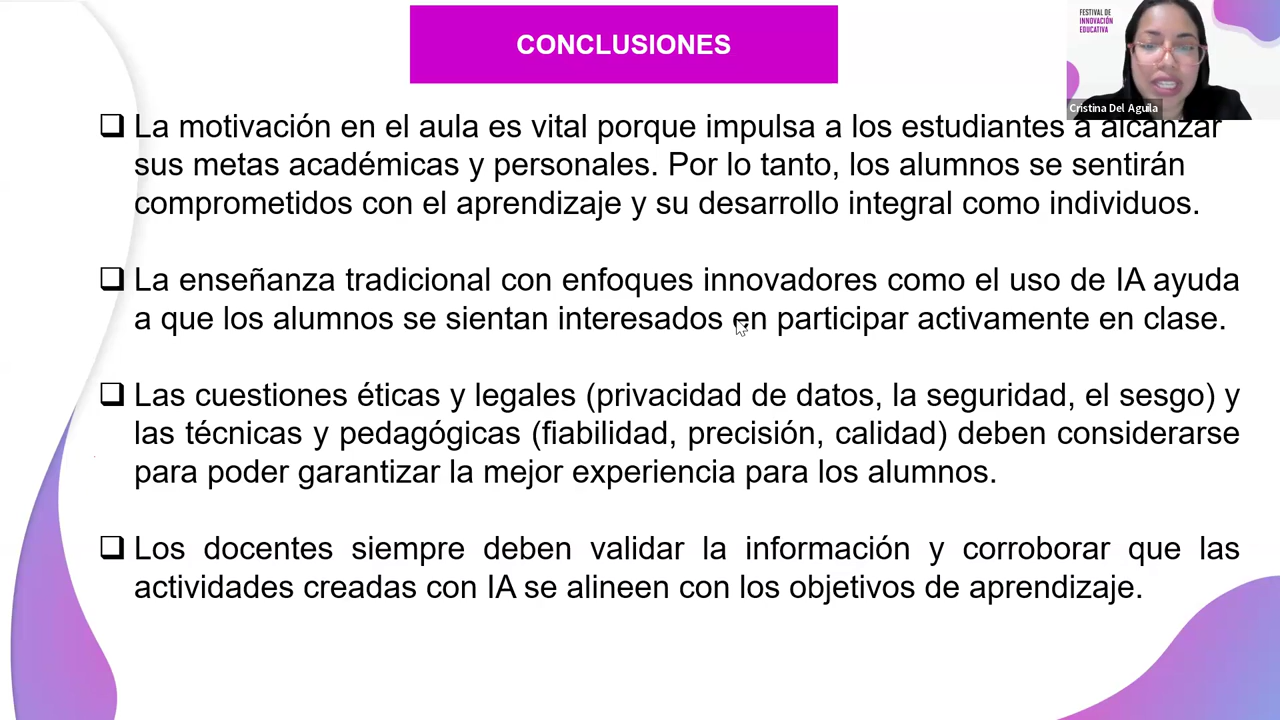 CONCLUSIONES
FESTIVAL DE
INNOVACIÓN
EDUCATIVA
Cristina Del Aguila
La motivación en el aula es vital porque impulsa a los estudiantes a alcanzar
sus metas académicas y personales. Por lo tanto, los alumnos se sentirán
comprometidos con el aprendizaje y su desarrollo integral como individuos.
La enseñanza tradicional con enfoques innovadores como el uso de IA ayuda
a que los alumnos se sientan interesados en participar activamente en clase.
Las cuestiones éticas y legales (privacidad de datos, la seguridad, el sesgo) y
las técnicas y pedagógicas (fiabilidad, precisión, calidad) deben considerarse
para poder garantizar la mejor experiencia para los alumnos.
Los docentes siempre deben validar la información y corroborar que las
actividades creadas con IA se alineen con los objetivos de aprendizaje.